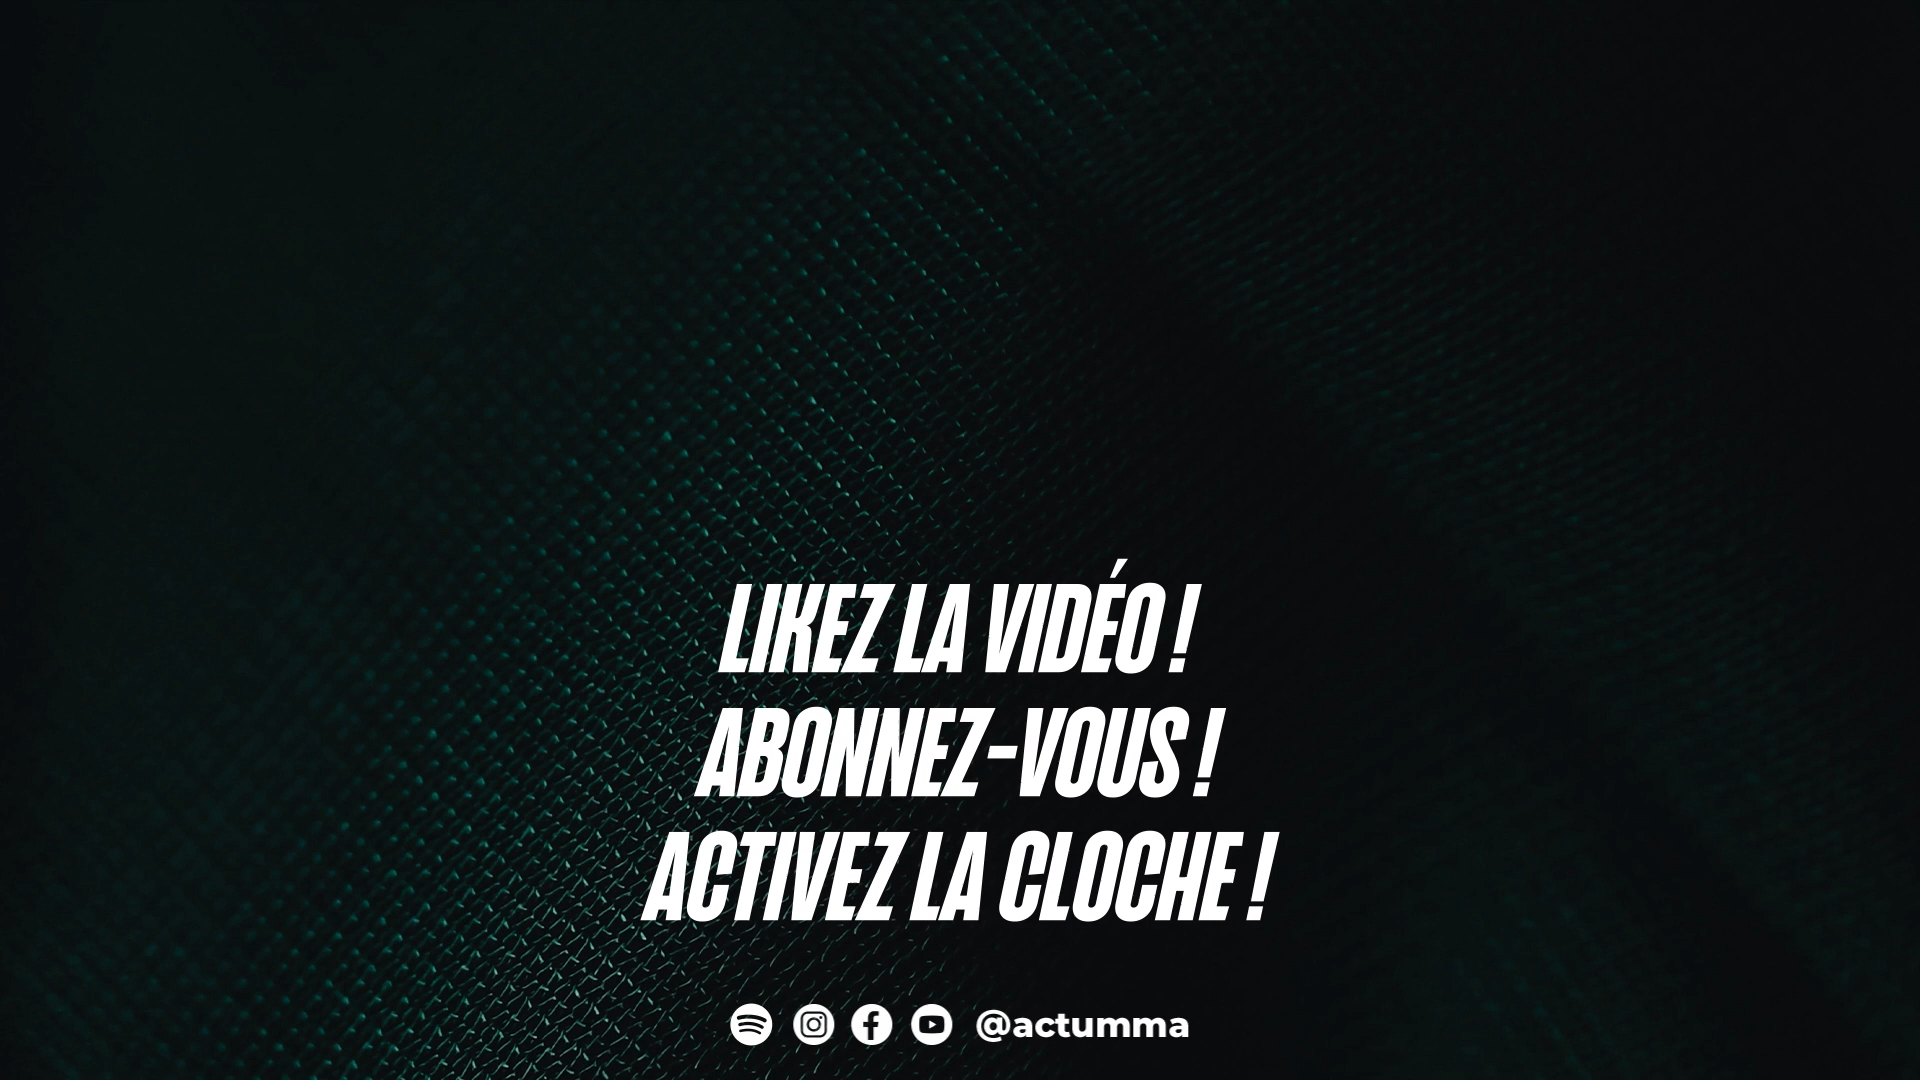 LIKEZ LA VIDÉO !
ABONNEZ-VOUS !
ACTIVEZ LA CLOCHE !
@actumma